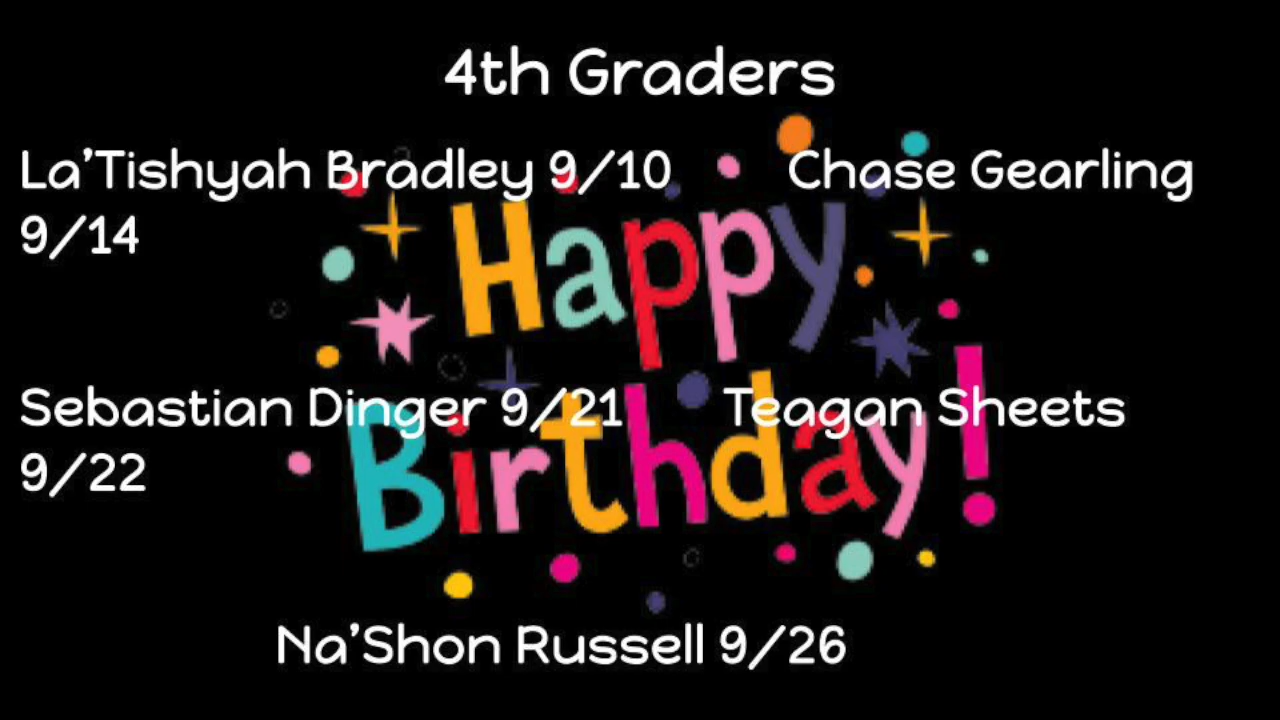 4th Graders
La'Tishyah Bradley 9/10 Chase Gearling
9/14
Happy
Sebastian Dinger 9/21 Teagan Sheets
9/22
Birthday!
Na'Shon Russell 9/26